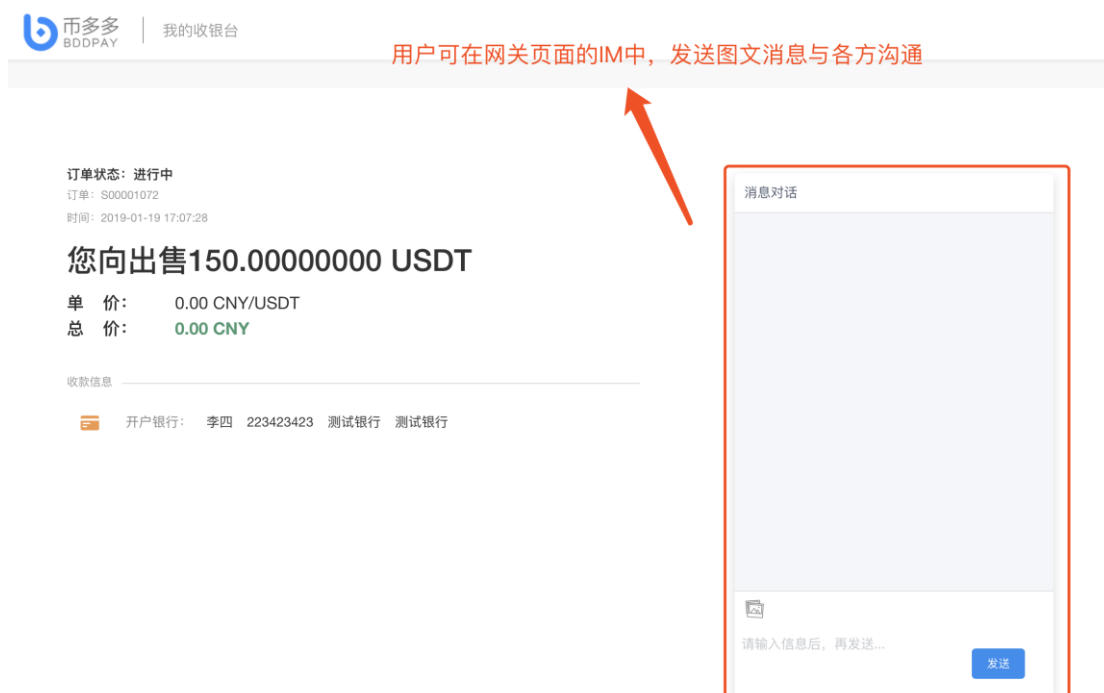 币多多
BDDPAY
我的收银台
用户可在网关页面的IM中，发送图文消息与各方沟通
订单状态：进行中
订单：S00001072
时间：2019-01-19 17:07:28
您向出售150.00000000 USDT
单 价： 0.00 CNY/USDT
总 价： 0.00 CNY
收款信息
开户银行： 李四 223423423 测试银行 测试银行
消息对话
请输入信息后，再发送...
发送